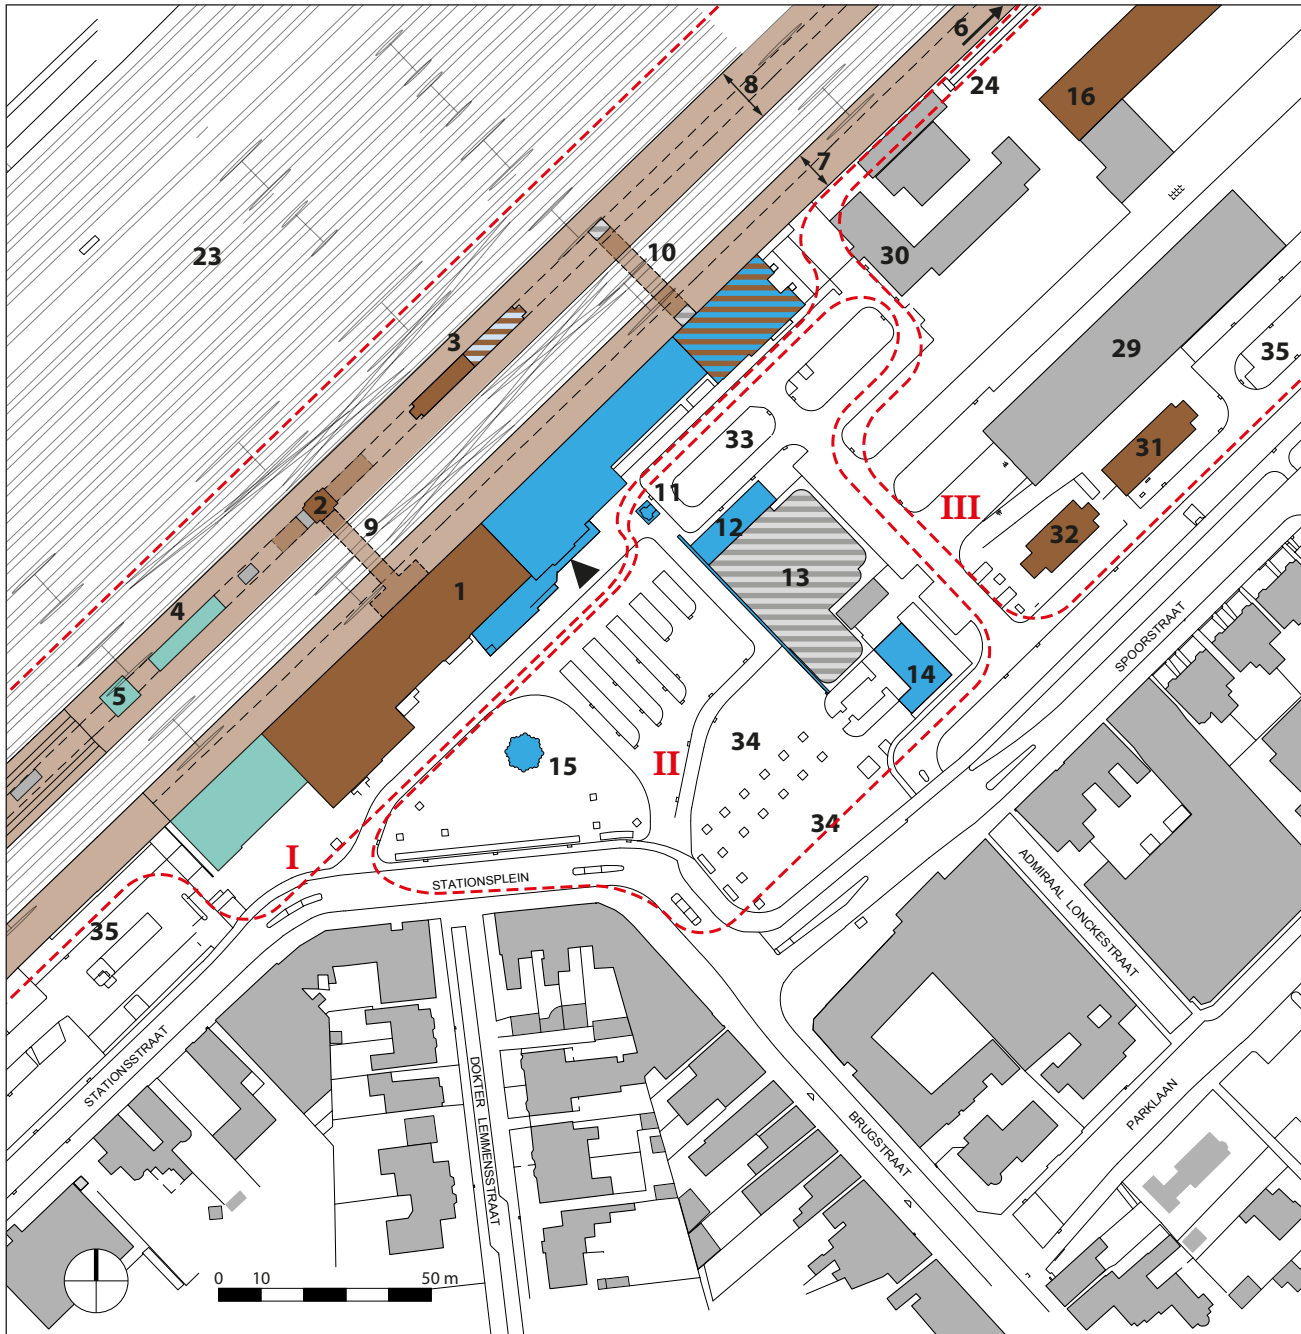 6
8
24
16
7
23
10
30
3
29
35
33
31
11
2
9
12
III
32
13
1
4
SPOORSTRAAT
5
14
34
15
II
34
I
STATIONSPLEIN
ADMIRAAL LONCKESTRAAT
35
STATIONSSTRAAT
DOKTER LEMMENSSTRAAT
BRUGSTRAAT
PARKLAAN
0 10 50 m